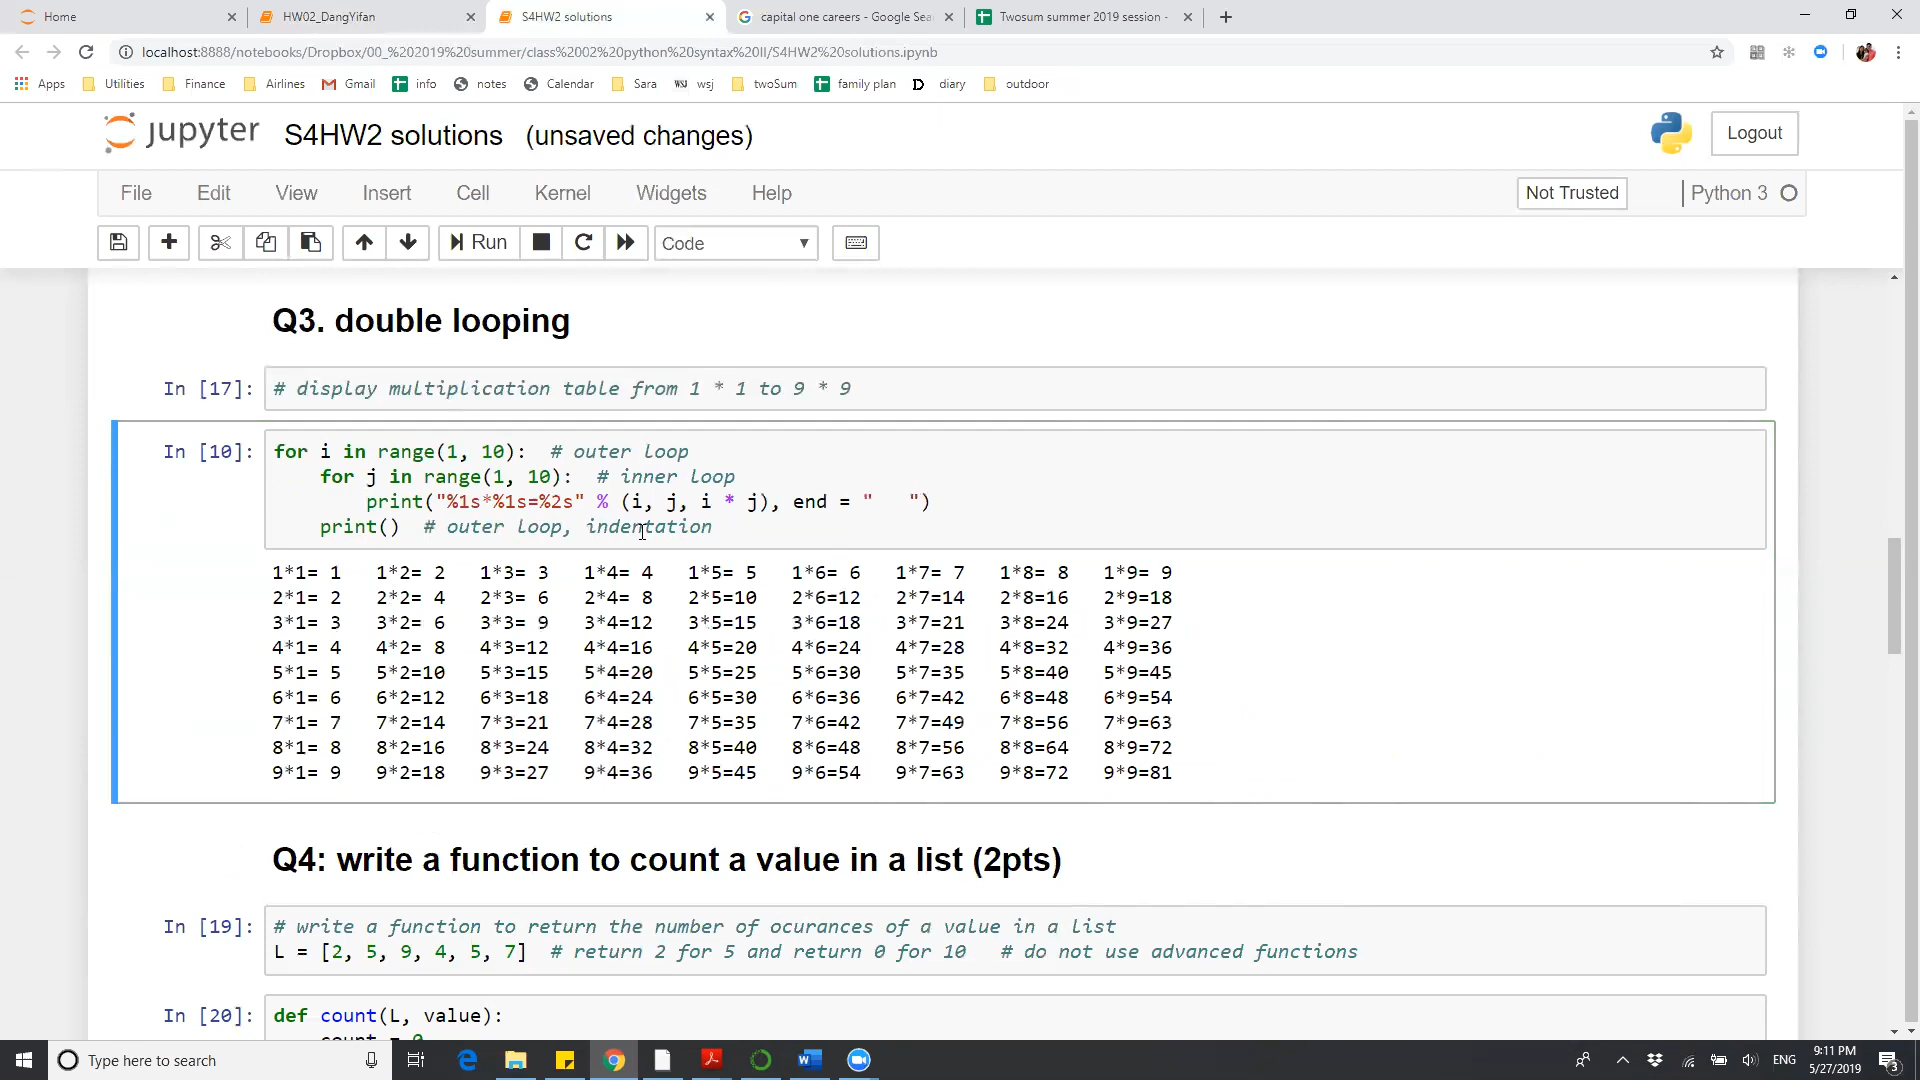 Home
HW02_DangYifan
S4HW2 solutions
capital one careers - Google Sea
Twosum summer 2019 session -
localhost:8888/notebooks/Dropbox/00_%202019%20summer/class%2002%20python%20syntax%20II/S4HW2%20solutions.ipynb
Apps Utilities Finance Airlines Gmail info notes Calendar Sara wsj wsj twoSum family plan D diary outdoor
jupyter S4HW2 solutions (unsaved changes) Logout
File Edit View Insert Cell Kernel Widgets Help Not Trusted Python 3
Run Code
Q3. double looping
In [17]: # display multiplication table from 1 * 1 to 9 * 9
In [10]: for i in range(1, 10):  # outer loop
    for j in range(1, 10):  # inner loop
        print("%1s*%1s=%2s" % (i, j, i * j), end = "   ")
    print()  # outer loop, indentation
1*1= 1   1*2= 2   1*3= 3   1*4= 4   1*5= 5   1*6= 6   1*7= 7   1*8= 8   1*9= 9
2*1= 2   2*2= 4   2*3= 6   2*4= 8   2*5=10   2*6=12   2*7=14   2*8=16   2*9=18
3*1= 3   3*2= 6   3*3= 9   3*4=12   3*5=15   3*6=18   3*7=21   3*8=24   3*9=27
4*1= 4   4*2= 8   4*3=12   4*4=16   4*5=20   4*6=24   4*7=28   4*8=32   4*9=36
5*1= 5   5*2=10   5*3=15   5*4=20   5*5=25   5*6=30   5*7=35   5*8=40   5*9=45
6*1= 6   6*2=12   6*3=18   6*4=24   6*5=30   6*6=36   6*7=42   6*8=48   6*9=54
7*1= 7   7*2=14   7*3=21   7*4=28   7*5=35   7*6=42   7*7=49   7*8=56   7*9=63
8*1= 8   8*2=16   8*3=24   8*4=32   8*5=40   8*6=48   8*7=56   8*8=64   8*9=72
9*1= 9   9*2=18   9*3=27   9*4=36   9*5=45   9*6=54   9*7=63   9*8=72   9*9=81
Q4: write a function to count a value in a list (2pts)
In [19]: # write a function to return the number of ocurances of a value in a list
L = [2, 5, 9, 4, 5, 7]  # return 2 for 5 and return 0 for 10   # do not use advanced functions
In [20]: def count(L, value):
    count = 0
Type here to search
ENG
9:11 PM
5/27/2019
3